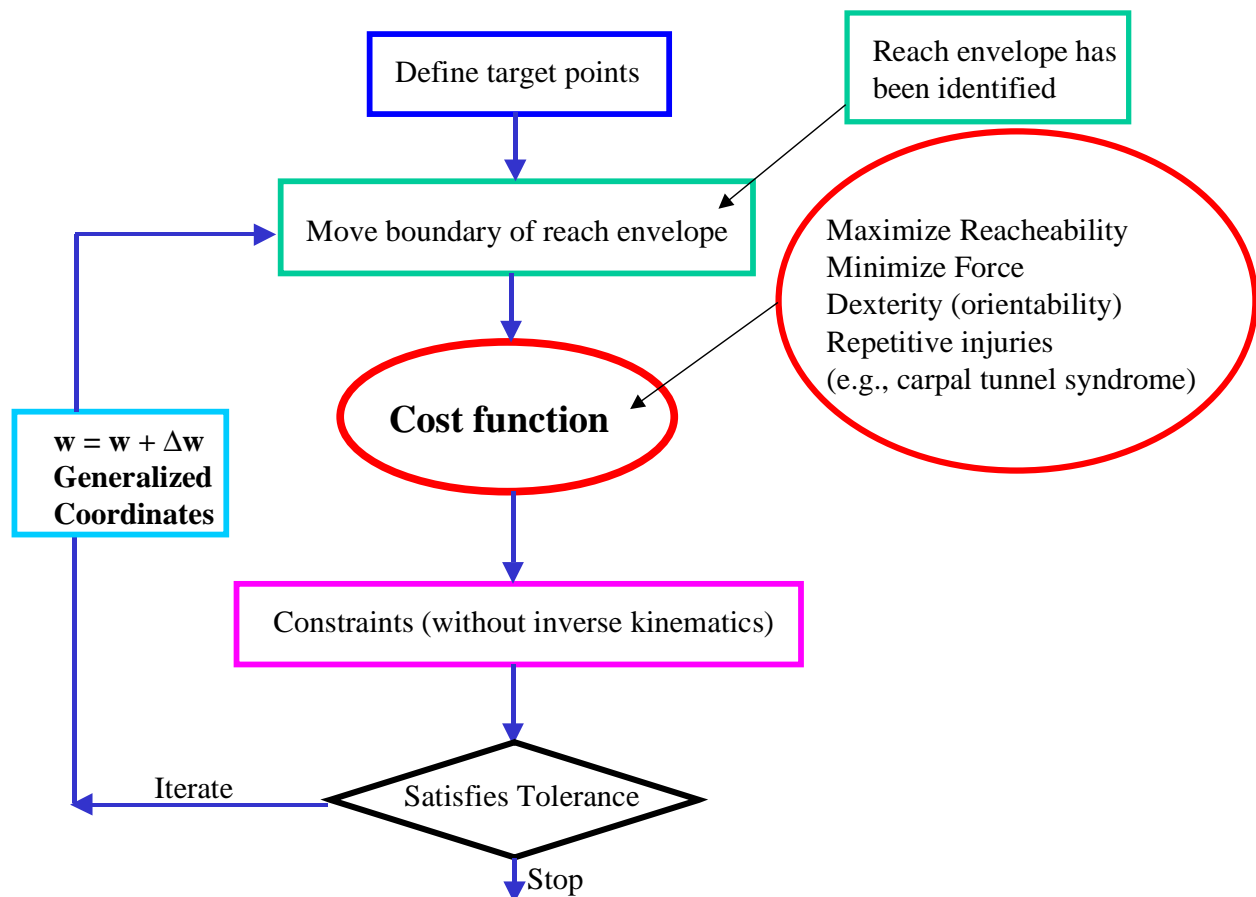 Define target points
Reach envelope has
been identified
Move boundary of reach envelope
Maximize Reacheability
Minimize Force
Dexterity (orientability)
Repetitive injuries
(e.g., carpal tunnel syndrome)
Cost function
w = w + Δw
Generalized
Coordinates
Constraints (without inverse kinematics)
Satisfies Tolerance
Iterate
Stop